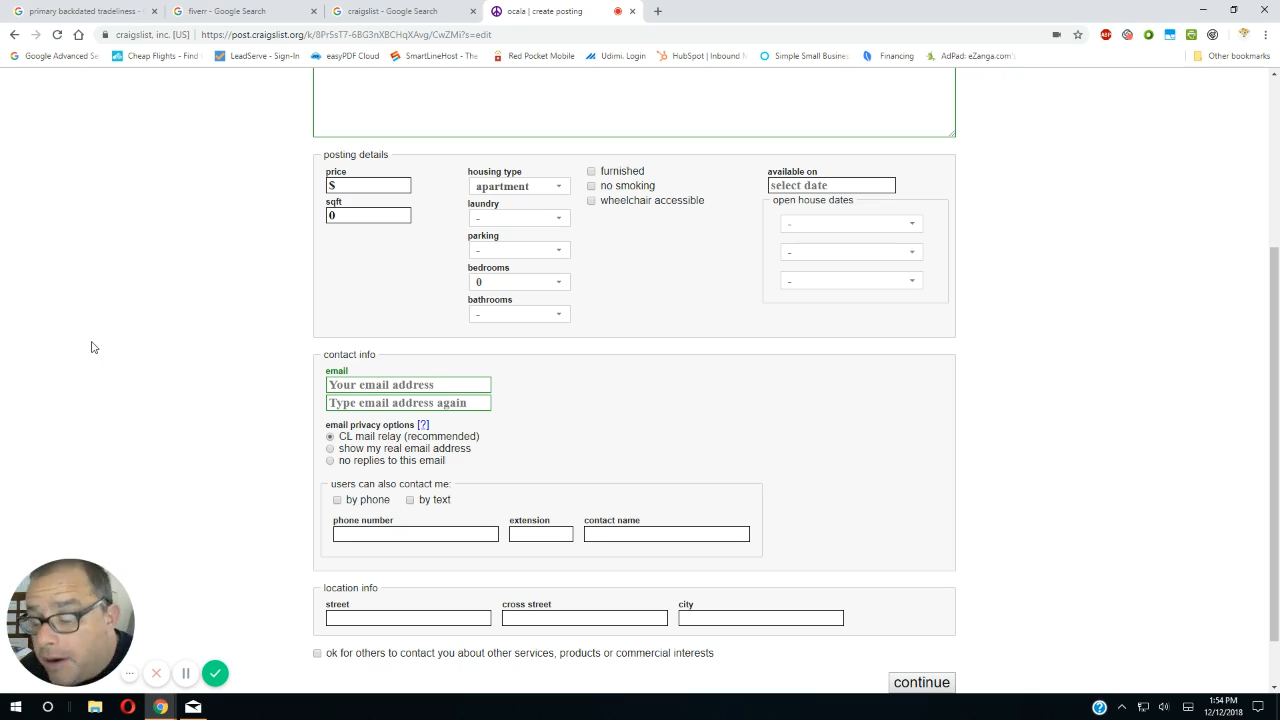 primary backdated tradeliness -
fiverr - Google Search
craigslist - Google Search
ocala | create posting
craigslist, inc. [US] | https://post.craigslist.org/k/8Pr5sT7-6BG3nXBCHqXAvg/CwZMi?s=edit
Google Advanced Se
Cheap Flights - Find
LeadServe - Sign-In
easyPDF Cloud
SmartLineHost - The
Red Pocket Mobile
Udimi. Login
HubSpot | Inbound M
Simple Small Busines
Financing
AdPad: eZanga.com's
Other bookmarks
posting details
price
$
sqft
0
housing type
apartment
laundry
-
parking
-
bedrooms
0
bathrooms
-
furnished
no smoking
wheelchair accessible
available on
select date
open house dates
-
-
-
contact info
email
Your email address
Type email address again
email privacy options [?]
CL mail relay (recommended)
show my real email address
no replies to this email
users can also contact me:
by phone
by text
phone number
extension
contact name
location info
street
cross street
city
ok for others to contact you about other services, products or commercial interests
continue
1:54 PM
12/12/2018